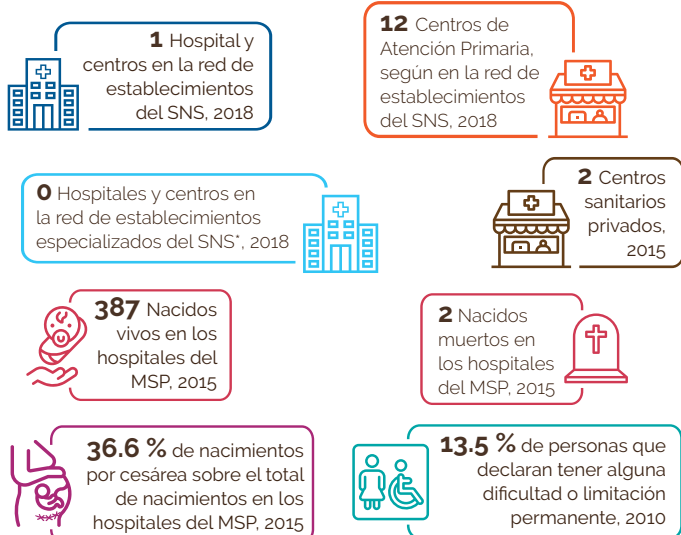 1 Hospital y
centros en la red de
establecimientos
del SNS, 2018
12 Centros de
Atención Primaria,
según en la red de
establecimientos
del SNS, 2018
0 Hospitales y centros en
la red de establecimientos
especializados del SNS*, 2018
2 Centros
sanitarios
privados,
2015
387 Nacidos
vivos en los
hospitales del
MSP, 2015
2 Nacidos
muertos en
los hospitales
del MSP, 2015
36.6 % de nacimientos
por cesárea sobre el total
de nacimientos en los
hospitales del MSP, 2015
13.5 % de personas que
declaran tener alguna
dificultad o limitación
permanente, 2010